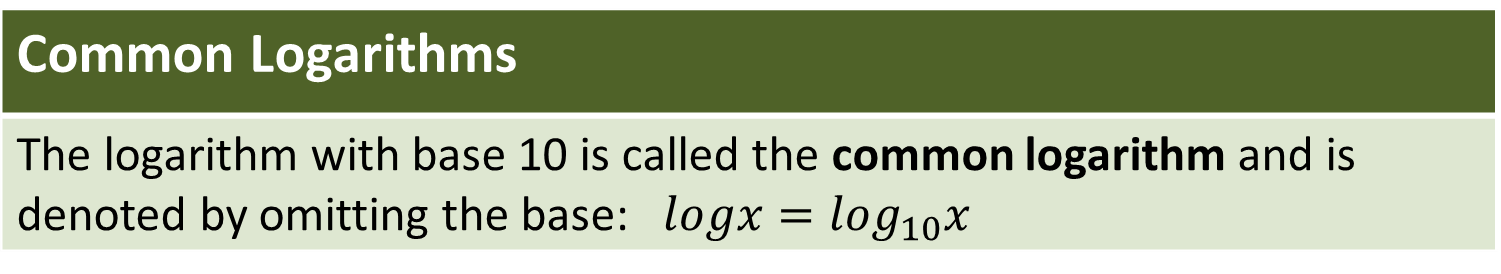 Common Logarithms
The logarithm with base 10 is called the common logarithm and is
denoted by omitting the base: logx = log₁₀x